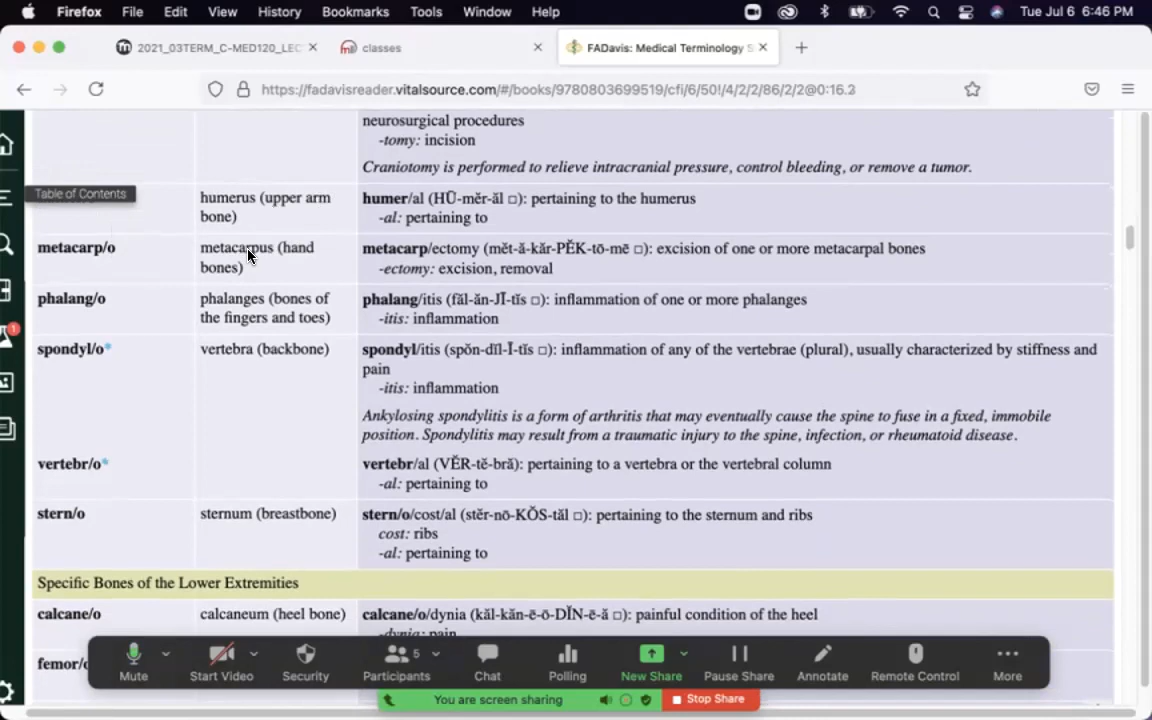 Firefox File Edit View History Bookmarks Tools Window Help Tue Jul 6 6:46 PM
2021_03TERM_C-MED120_LEC classes FADavis: Medical Terminology S
https://fadavisreader.vitalsource.com/#/books/9780803699519/cfi/6/50!/4/2/2/86/2/2@0:16.2
neurosurgical procedures
-tomy: incision
Craniotomy is performed to relieve intracranial pressure, control bleeding, or remove a tumor.
Table of Contents
humerus (upper arm bone)
humer/al (HŪ-mĕr-ăl □): pertaining to the humerus
-al: pertaining to
metacarp/o
metacarpus (hand
bones)
metacarp/ectomy (mĕt-ă-kăr-PĔK-tō-mē □): excision of one or more metacarpal bones
-ectomy: excision, removal
phalang/o
phalanges (bones of
the fingers and toes)
phalang/itis (făl-ăn-JĪ-tĭs □): inflammation of one or more phalanges
-itis: inflammation
spondyl/o*
vertebra (backbone)
spondyl/itis (spŏn-dĭl-Ī-tĭs □): inflammation of any of the vertebrae (plural), usually characterized by stiffness and
pain
-itis: inflammation
Ankylosing spondylitis is a form of arthritis that may eventually cause the spine to fuse in a fixed, immobile
position. Spondylitis may result from a traumatic injury to the spine, infection, or rheumatoid disease.
vertebr/o*
vertebr/al (VĔR-tĕ-bră): pertaining to a vertebra or the vertebral column
-al: pertaining to
stern/o
sternum (breastbone)
stern/o/cost/al (stĕr-nō-KŎS-tăl □): pertaining to the sternum and ribs
cost: ribs
-al: pertaining to
Specific Bones of the Lower Extremities
calcane/o
calcaneum (heel bone)
calcane/o/dynia (kăl-kăn-ē-ō-DĬN-ē-ă □): painful condition of the heel
-dynia: pain
femor/o
1
5
Mute Start Video Security Participants Chat Polling New Share Pause Share Annotate Remote Control More
You are screen sharing Stop Share